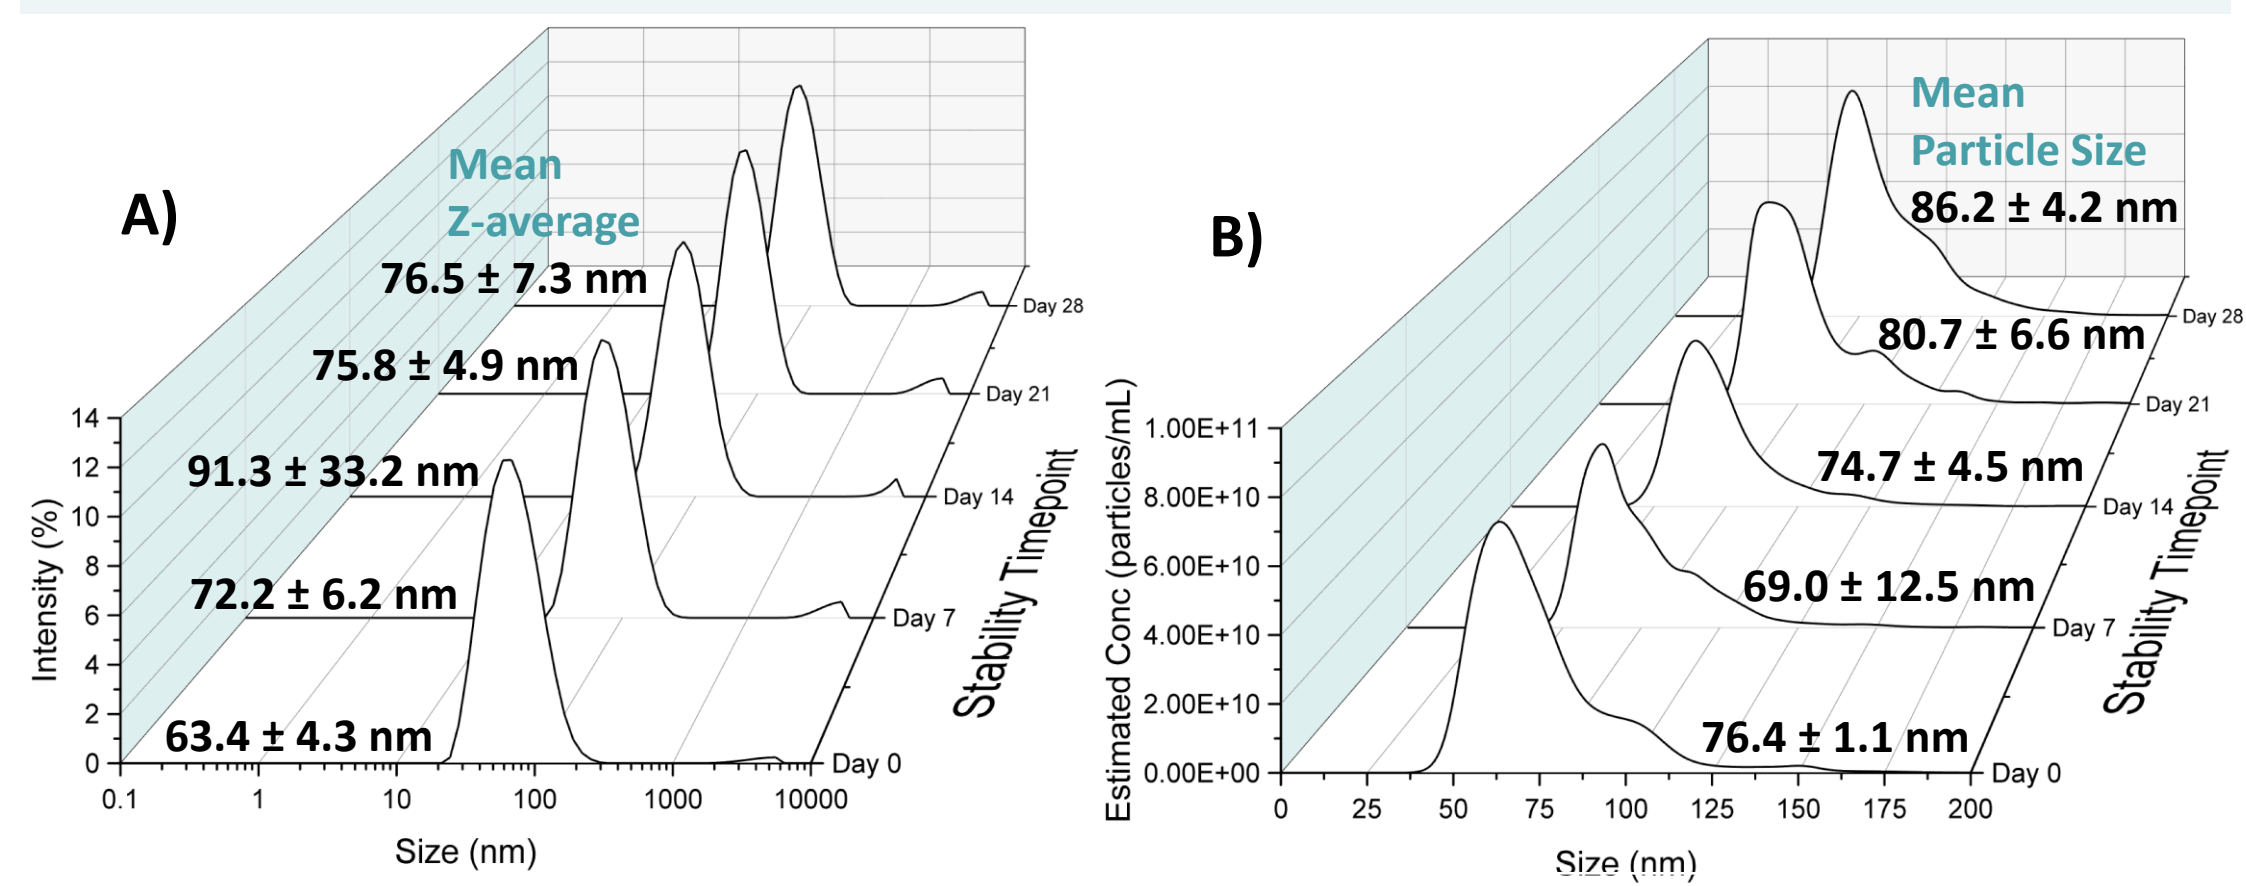 A)
Mean
Z-average
76.5 ± 7.3 nm
75.8 ± 4.9 nm
91.3 ± 33.2 nm
72.2 ± 6.2 nm
63.4 ± 4.3 nm
Intensity (%)
14
12
10
8
6
4
2
0
0.1 1 10 100 1000 10000
Size (nm)
Day 28
Day 21
Day 14
Day 7
Day 0
Stability Timepoint
B)
Mean
Particle Size
86.2 ± 4.2 nm
80.7 ± 6.6 nm
74.7 ± 4.5 nm
69.0 ± 12.5 nm
76.4 ± 1.1 nm
Estimated Conc (particles/mL)
1.00E+11
8.00E+10
6.00E+10
4.00E+10
2.00E+10
0.00E+00
0 25 50 75 100 125 150 175 200
Size (nm)
Day 28
Day 21
Day 14
Day 7
Day 0
Stability Timepoint